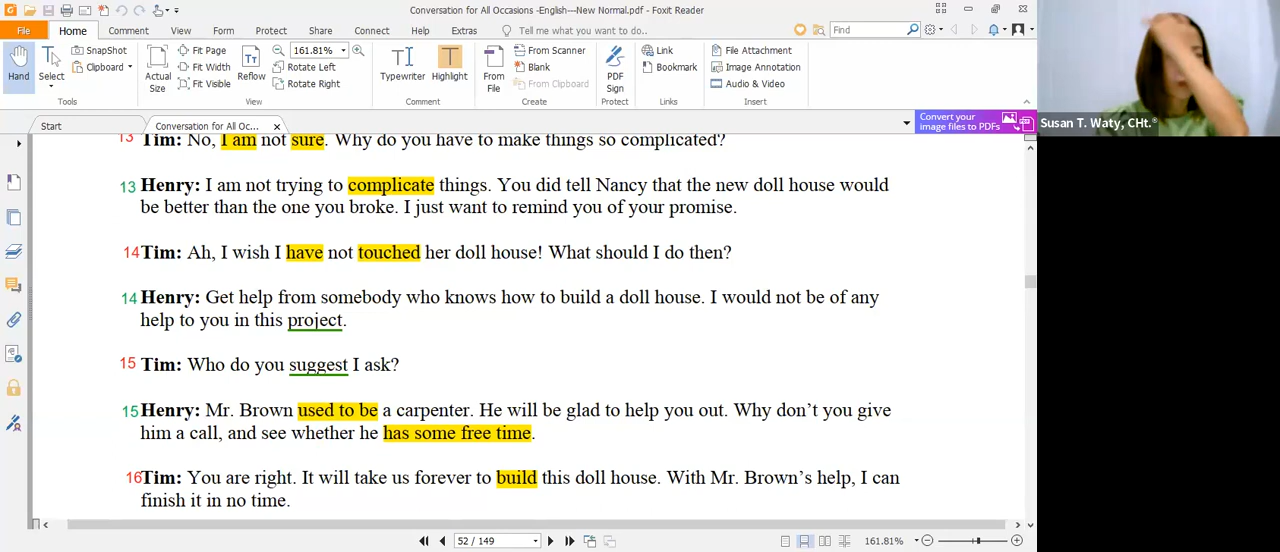 Conversation for All Occasions -English---New Normal.pdf - Foxit Reader
File Home Comment View Form Protect Share Connect Help Extras Tell me what you want to do.. Find
Hand
Select
SnapShot
Clipboard
Actual Size
Fit Page
Fit Width
Fit Visible
Reflow
161.81%
Rotate Left
Rotate Right
Typewriter
Highlight
From File
From Scanner
Blank
From Clipboard
PDF Sign
Link
Bookmark
File Attachment
Image Annotation
Audio & Video
Tools View Comment Create Protect Links Insert
Start Conversation for All Oc...
Convert your image files to PDFs
Susan T. Waty, CHt.®
13 Tim: No, I am not sure. Why do you have to make things so complicated?
13 Henry: I am not trying to complicate things. You did tell Nancy that the new doll house would
be better than the one you broke. I just want to remind you of your promise.
14 Tim: Ah, I wish I have not touched her doll house! What should I do then?
14 Henry: Get help from somebody who knows how to build a doll house. I would not be of any
help to you in this project.
15 Tim: Who do you suggest I ask?
15 Henry: Mr. Brown used to be a carpenter. He will be glad to help you out. Why don’t you give
him a call, and see whether he has some free time.
16 Tim: You are right. It will take us forever to build this doll house. With Mr. Brown’s help, I can
finish it in no time.
52 / 149
161.81%